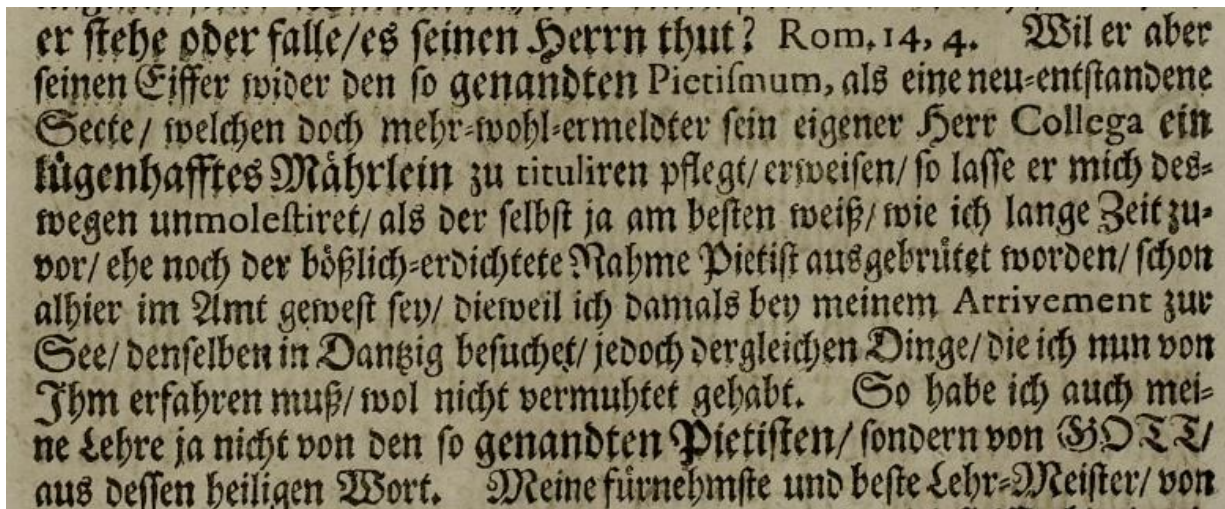 er stehe oder falle/es seinen Herrn thut? Rom. 14, 4. Wil er aber
seinen Eiffer wider den so genandten Pietismum, als eine neu-entstandene
Secte/ welchen doch mehr-wohl-ermeldter sein eigener Herr Collega ein
lügenhafftes Mährlein zu tituliren pflegt/ erweisen/ so lasse er mich des-
wegen unmolestiret/ als der selbst ja am besten weiß/ wie ich lange Zeit zu-
vor/ ehe noch der bößlich-erdichtete Nahme Pietist ausgebrütet worden/ schon
alhier im Amt gewest sey/ dieweil ich damals bey meinem Arrivement zur
See/ denselben in Dantzig besuchet/ jedoch dergleichen Dinge/ die ich nun von
Ihm erfahren muß/ wol nicht vermuhtet gehabt. So habe ich auch mei-
ne Lehre ja nicht von den so genandten Pietisten/ sondern von GOTT/
aus dessen heiligen Wort. Meine fürnehmste und beste Lehr-Meister/ von